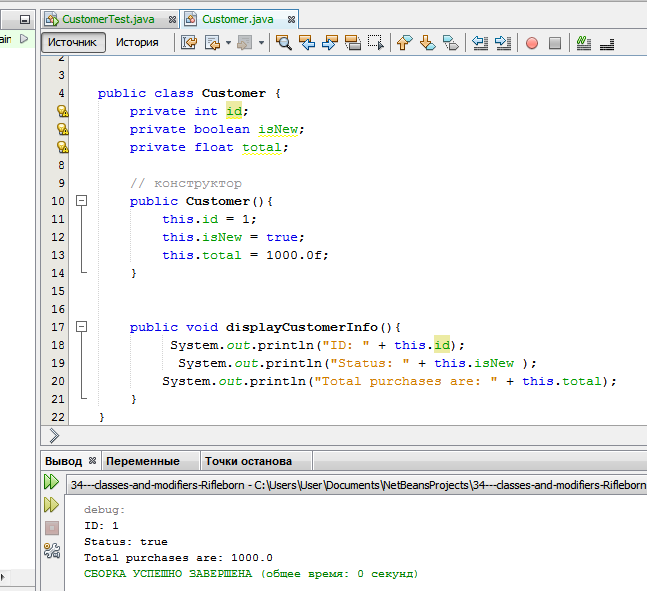 CustomerTest.java Customer.java
ain
Источник История
2
3
4 public class Customer {
private int id;
private boolean isNew;
private float total;
8
9 // конструктор
10 public Customer(){
11 this.id = 1;
12 this.isNew = true;
13 this.total = 1000.0f;
14 }
15
16
17 public void displayCustomerInfo(){
18 System.out.println("ID: " + this.id);
19 System.out.println("Status: " + this.isNew );
20 System.out.println("Total purchases are: " + this.total);
21 }
22 }
Вывод Переменные Точки останова
34---classes-and-modifiers-Rifleborn - C:\Users\User\Documents\NetBeansProjects\34---classes-and-modifiers-Rifleborn
debug:
ID: 1
Status: true
Total purchases are: 1000.0
СБОРКА УСПЕШНО ЗАВЕРШЕНА (общее время: 0 секунд)